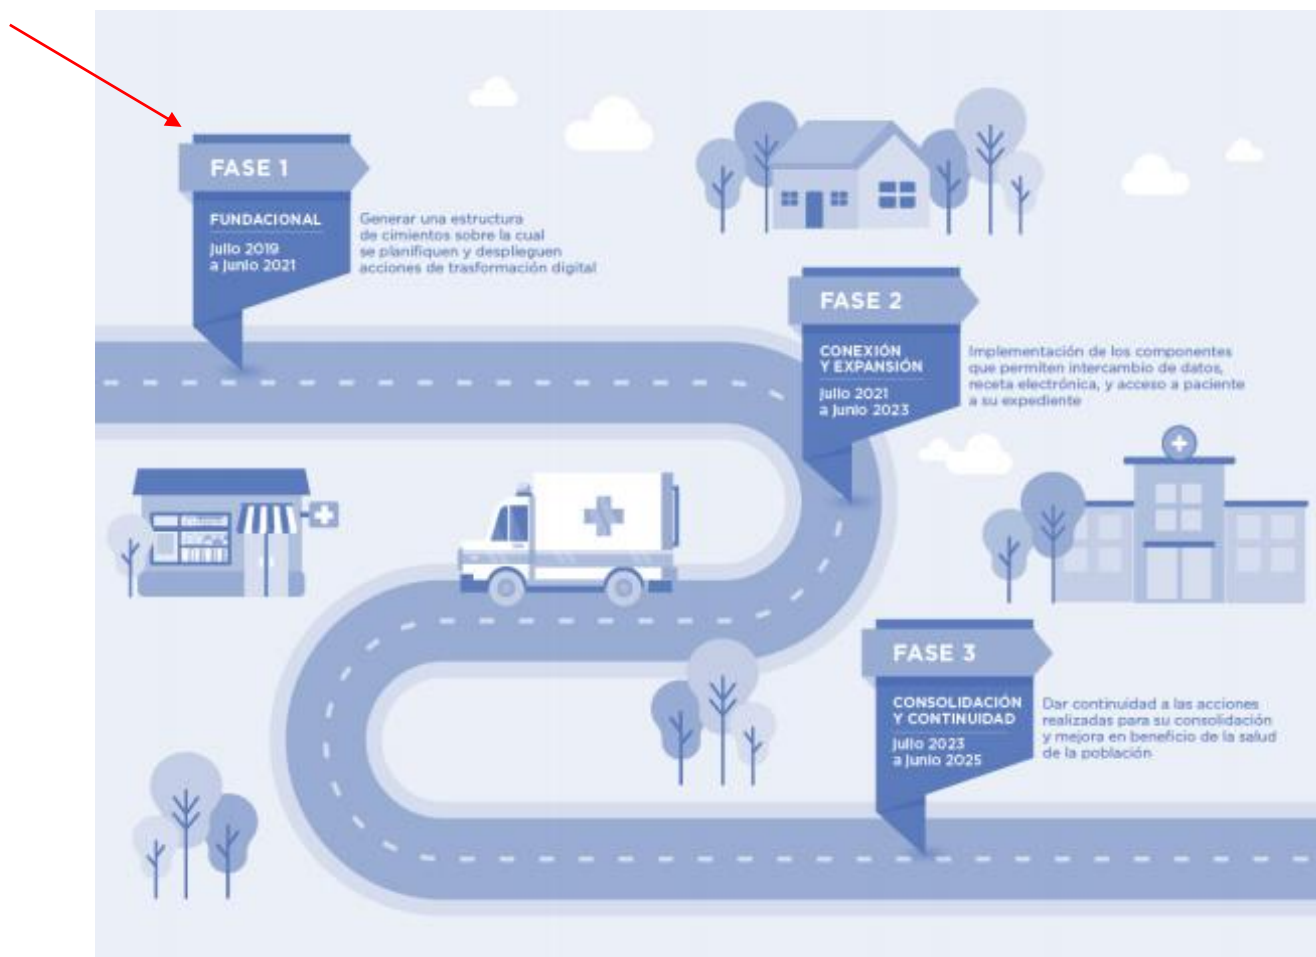 FASE 1
FUNDACIONAL
Julio 2019
a Junio 2021
Generar una estructura
de cimientos sobre la cual
se planifiquen y desplieguen
acciones de trasformación digital
FASE 2
CONEXIÓN
Y EXPANSIÓN
Julio 2021
a Junio 2023
Implementación de los componentes
que permiten intercambio de datos,
receta electrónica, y acceso a paciente
a su expediente
FASE 3
CONSOLIDACIÓN
Y CONTINUIDAD
Julio 2023
a Junio 2025
Dar continuidad a las acciones
realizadas para su consolidación
y mejora en beneficio de la salud
de la población